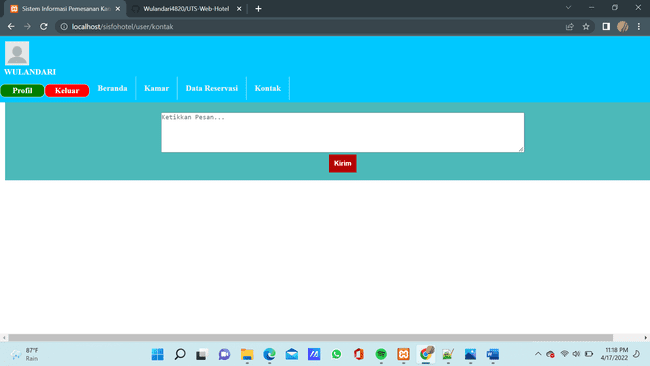 Sistem Informasi Pemesanan Kam
Wulandari4820/UTS-Web-Hotel
localhost/sisfohotel/user/kontak
WULANDARI
Profil
Keluar
Beranda
Kamar
Data Reservasi
Kontak
Ketikkan Pesan...
Kirim
87°F
Rain
11:18 PM
4/17/2022